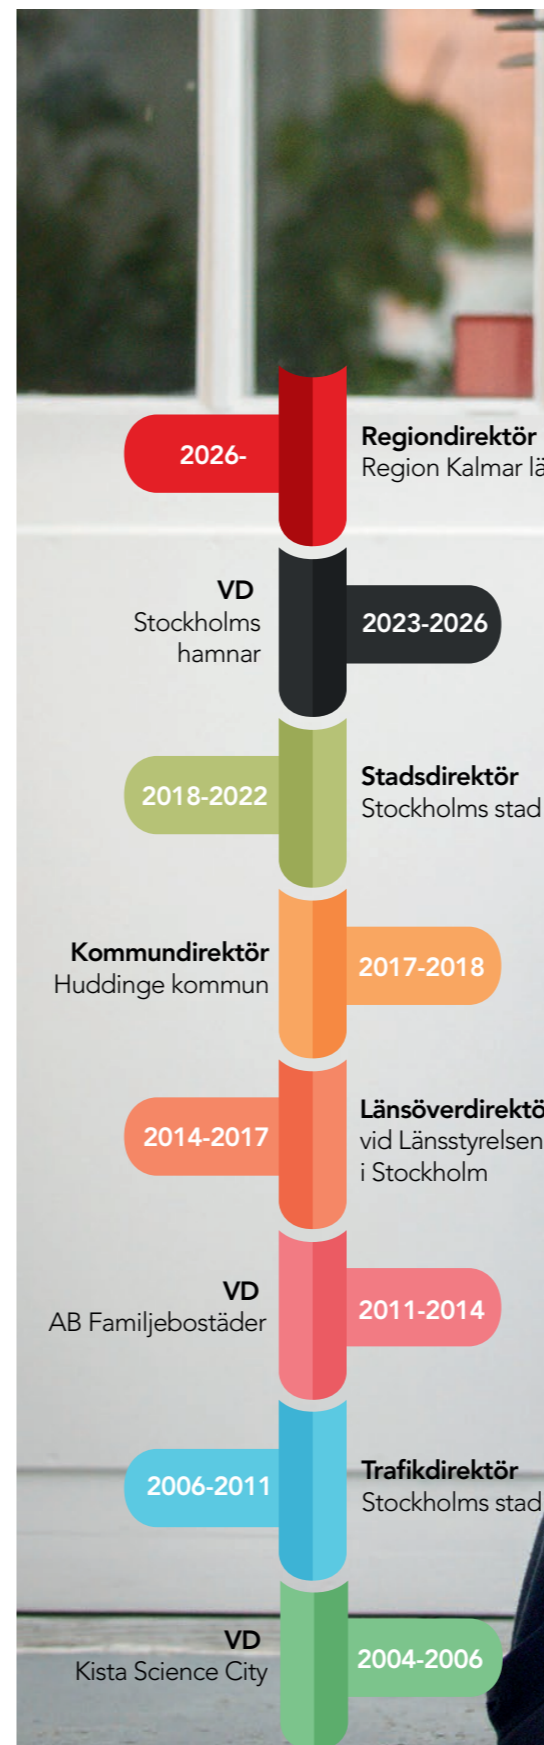 2026-
Regiondirektör
Region Kalmar
VD
Stockholms
hamnar
2023-2026
2018-2022
Stadsdirektör
Stockholms stad
Kommundirektör
Huddinge kommun
2017-2018
2014-2017
vid Länsstyrelsen
i Stockholm
VD
AB Familjebostäder
2011-2014
2006-2011
Trafikdirektör
Stockholms stad
VD
Kista Science City
2004-2006